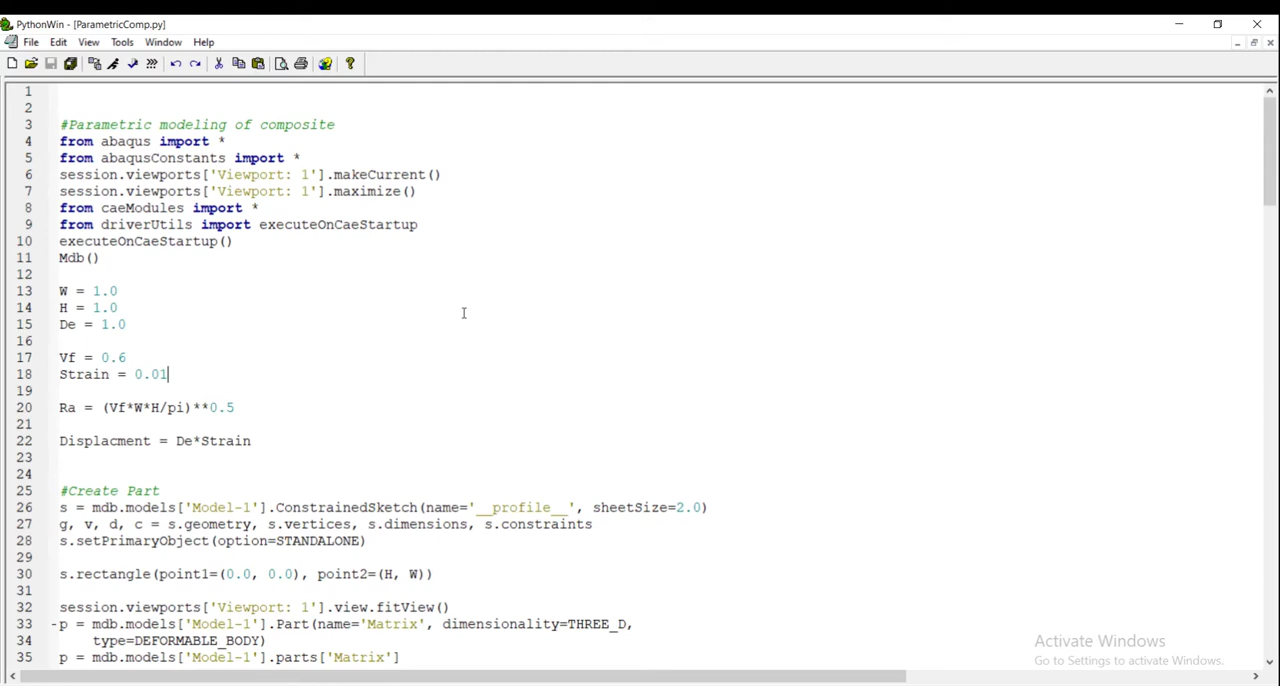 PythonWin - [ParametricComp.py]
File Edit View Tools Window Help
1
2
3 #Parametric modeling of composite
4 from abaqus import *
5 from abaqusConstants import *
6 session.viewports['Viewport: 1'].makeCurrent()
7 session.viewports['Viewport: 1'].maximize()
8 from caeModules import *
9 from driverUtils import executeOnCaeStartup
10 executeOnCaeStartup()
11 Mdb()
12
13 W = 1.0
14 H = 1.0
15 De = 1.0
16
17 Vf = 0.6
18 Strain = 0.01
19
20 Ra = (Vf*W*H/pi)**0.5
21
22 Displacment = De*Strain
23
24
25 #Create Part
26 s = mdb.models['Model-1'].ConstrainedSketch(name='__profile__', sheetSize=2.0)
27 g, v, d, c = s.geometry, s.vertices, s.dimensions, s.constraints
28 s.setPrimaryObject(option=STANDALONE)
29
30 s.rectangle(point1=(0.0, 0.0), point2=(H, W))
31
32 session.viewports['Viewport: 1'].view.fitView()
33 -p = mdb.models['Model-1'].Part(name='Matrix', dimensionality=THREE_D,
34 type=DEFORMABLE_BODY)
35 p = mdb.models['Model-1'].parts['Matrix']
Activate Windows
Go to Settings to activate Windows.